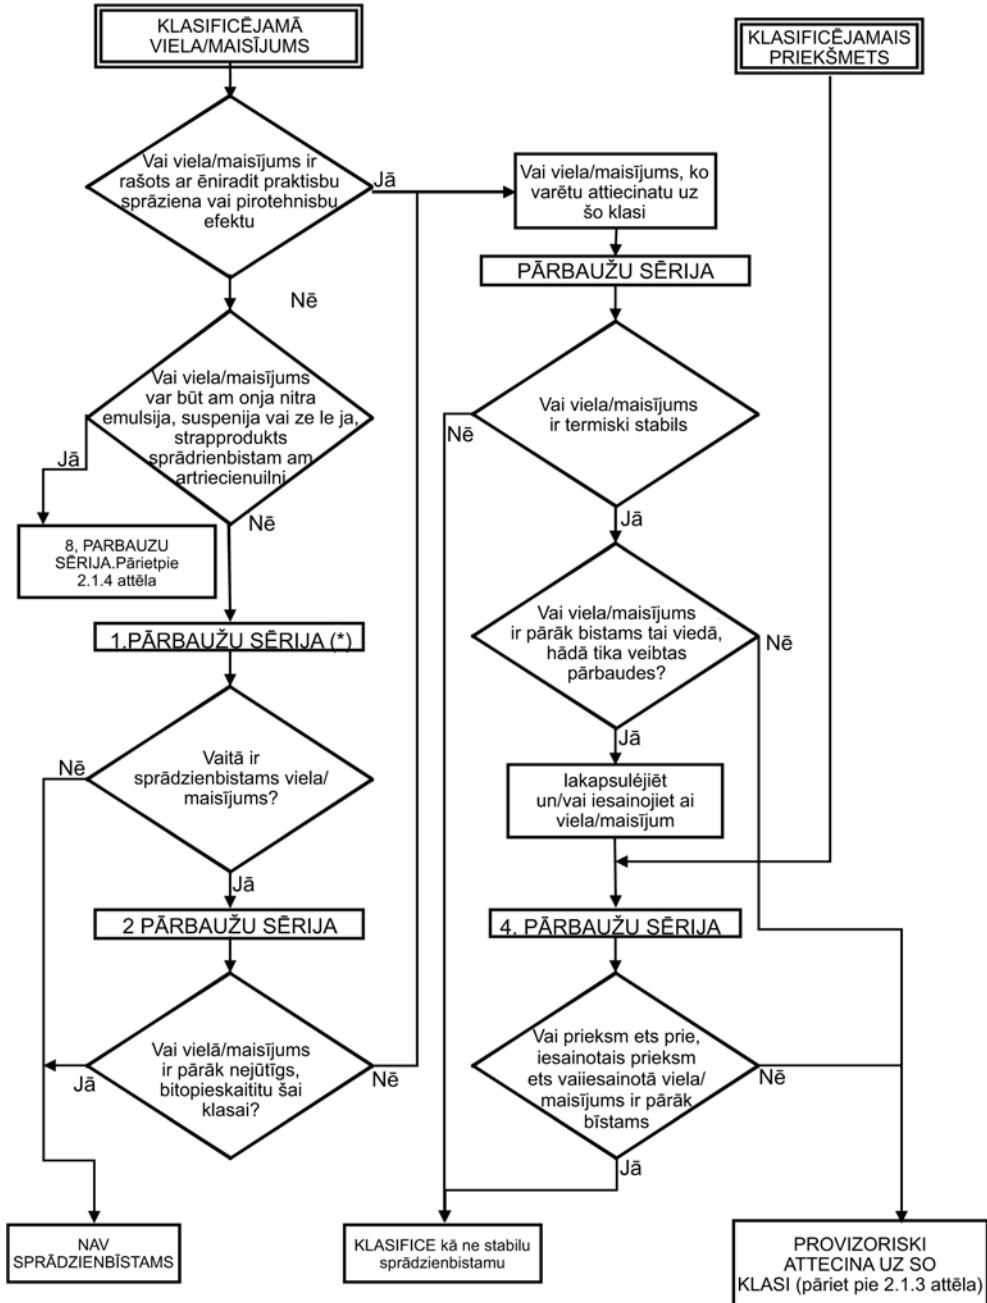 KLASIFICĒJAMĀ
VIELA/MAISĪJUMS
KLASIFICĒJAMAIS
PRIEKŠMETS
Vai viela/maisījums ir
rašots ar ēniradit praktisbu
sprāziena vai pirotehnisbu
efektu
Jā
Nē
Vai viela/maisījums, ko
varētu attiecinatu uz
šo klasi
PĀRBAUŽU SĒRIJA
Vai viela/maisījums
var būt am onja nitra
emulsija, suspenija vai ze le ja,
strapprodukts
sprādrienbistam am
artriecienuilni
Jā
Nē
8, PARBAUZU
SĒRIJA.Pārietpie
2.1.4 attēla
Vai viela/maisījums
ir termiski stabils
Nē
Jā
1.PĀRBAUŽU SĒRIJA (*)
Vai viela/maisījums
ir pārāk bistams tai viedā,
hādā tika veibtas
pārbaudes?
Nē
Jā
Vaitā ir
sprādzienbistams viela/
maisījums?
Nē
Jā
Iakapsulējiēt
un/vai iesainojiet ai
viela/maisījum
2 PĀRBAUŽU SĒRIJA
4. PĀRBAUŽU SĒRIJA
Vai vielā/maisījums
ir pārāk nejūtīgs,
bitopieskaititu šai
klasai?
Jā
Nē
Vai prieksm ets prie,
iesainotais prieksm
ets vaiiesainotā viela/
maisījums ir pārāk
bīstams
Nē
Jā
NAV
SPRĀDZIENBĪSTAMS
KLASIFICE kā ne stabilu
sprādzienbistamu
PROVIZORISKI
ATTECINA UZ SO
KLASI (pāriet pie 2.1.3 attēla)